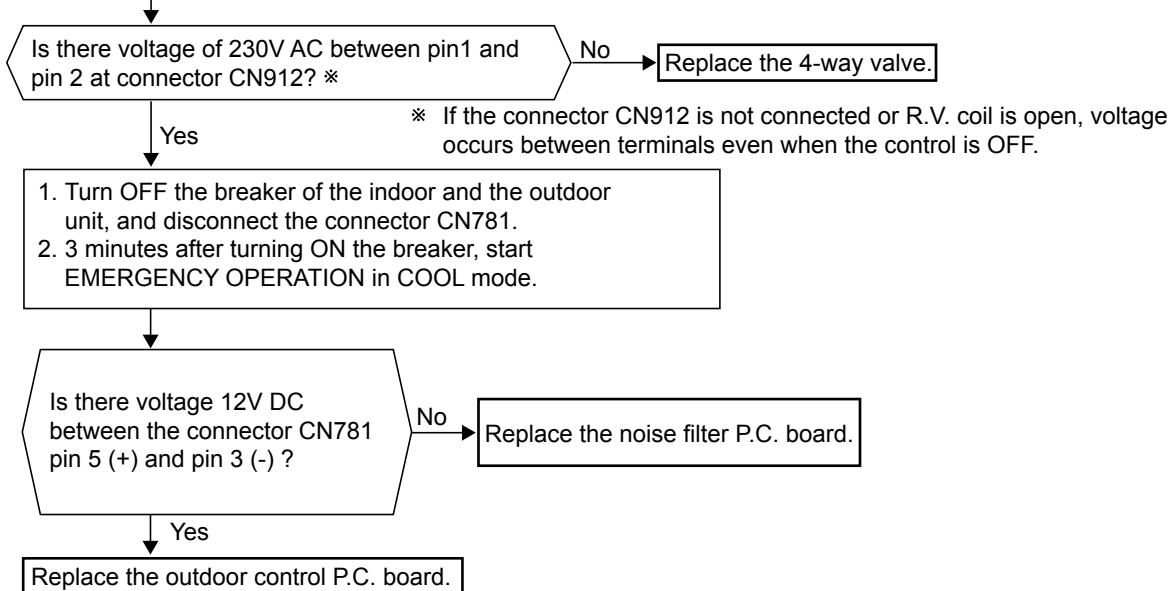 Is there voltage of 230V AC between pin1 and
pin 2 at connector CN912? ※
No
Replace the 4-way valve.
※ If the connector CN912 is not connected or R.V. coil is open, voltage
occurs between terminals even when the control is OFF.
Yes
1. Turn OFF the breaker of the indoor and the outdoor
unit, and disconnect the connector CN781.
2. 3 minutes after turning ON the breaker, start
EMERGENCY OPERATION in COOL mode.
Is there voltage 12V DC
between the connector CN781
pin 5 (+) and pin 3 (-) ?
No
Replace the noise filter P.C. board.
Yes
Replace the outdoor control P.C. board.